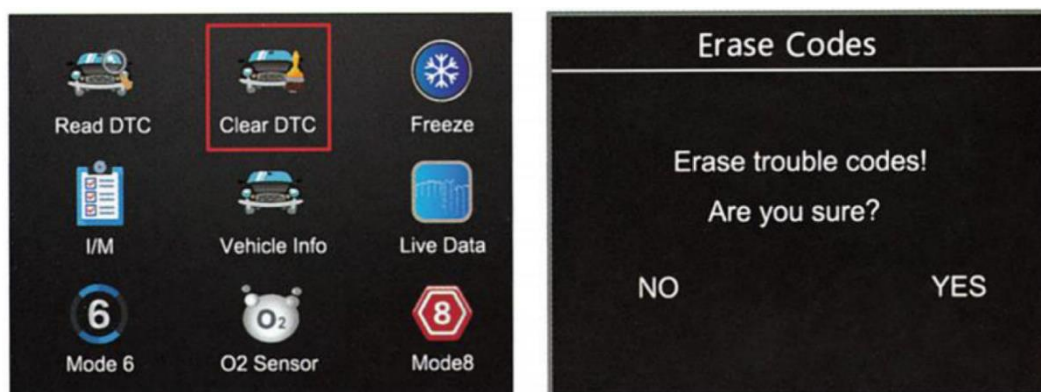 Read DTC
Clear DTC
Freeze
I/M
Vehicle Info
Live Data
6
Mode 6
O2
O2 Sensor
8
Mode8
Erase Codes
Erase trouble codes!
Are you sure?
NO
YES